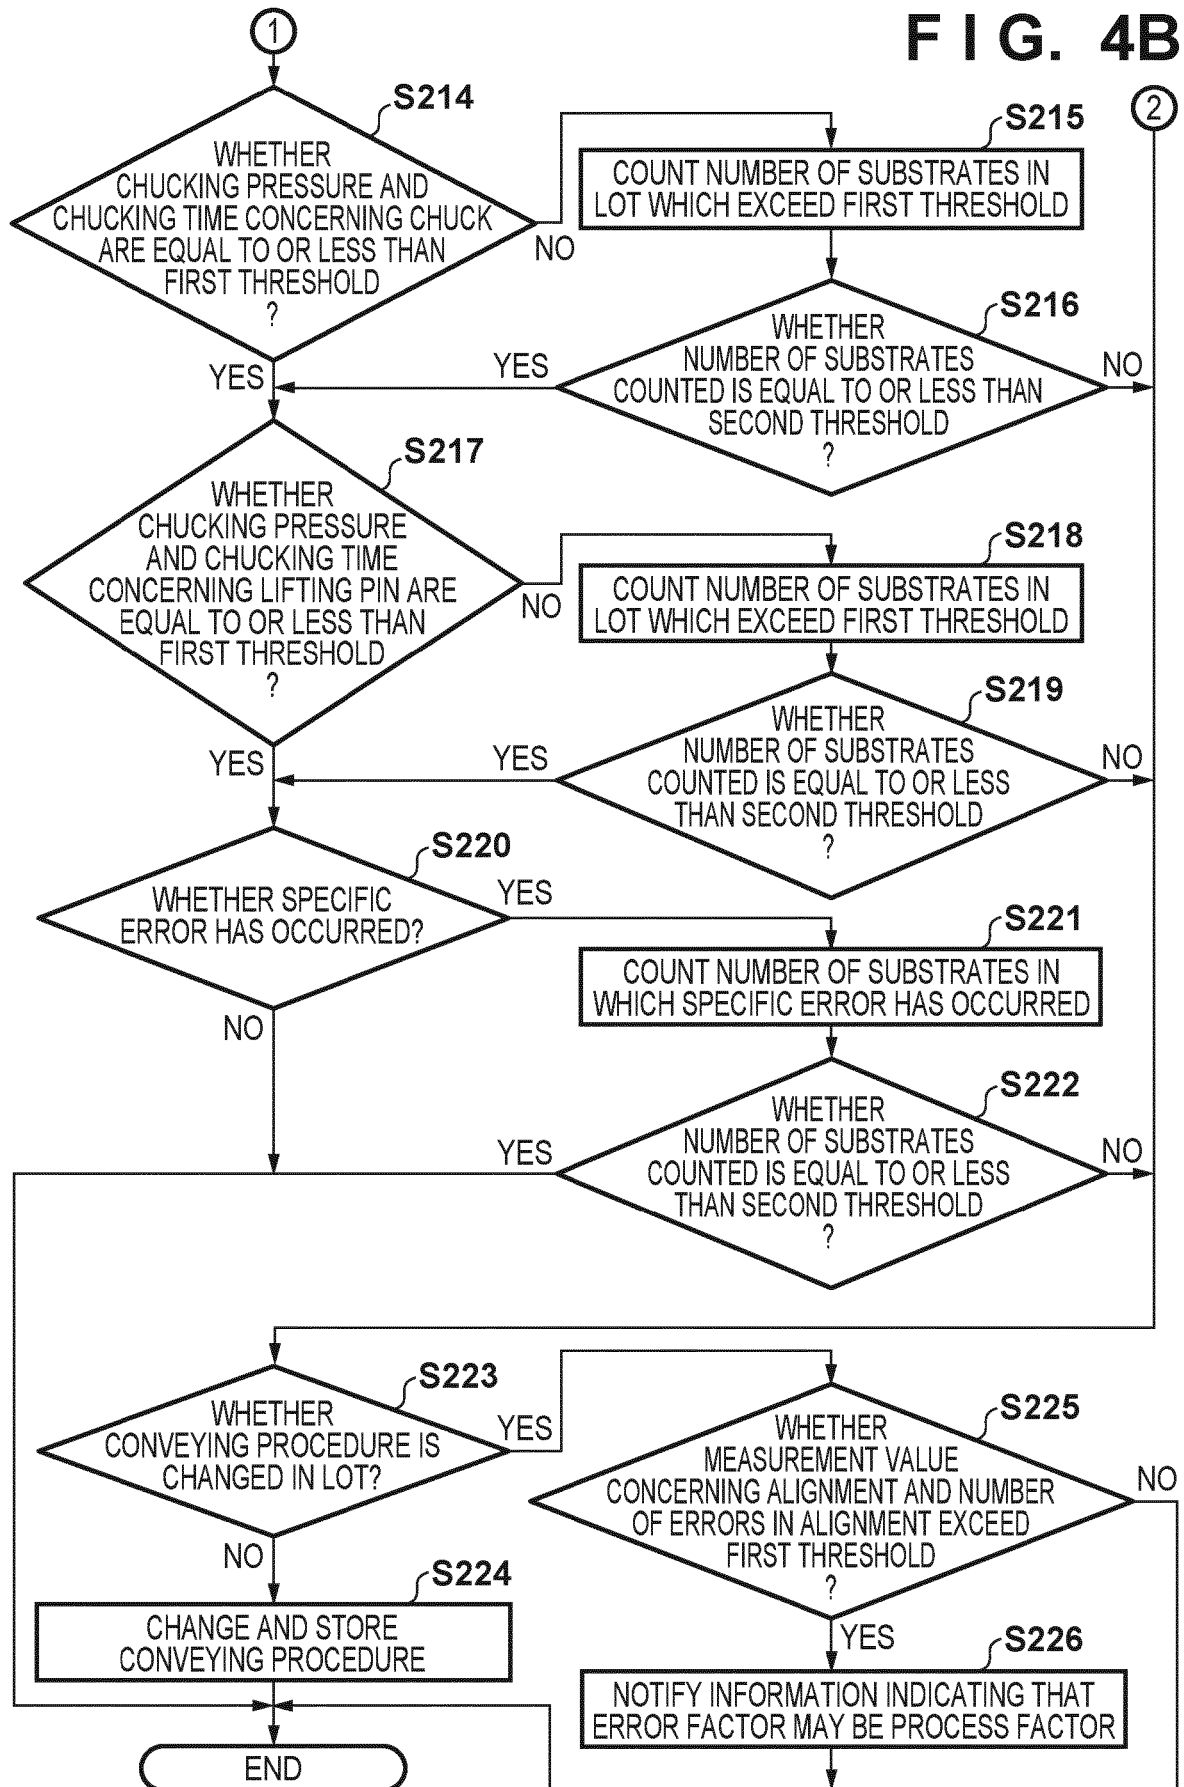 FIG. 4B
1
2
S214
WHETHER
CHUCKING PRESSURE AND
CHUCKING TIME CONCERNING CHUCK
ARE EQUAL TO OR LESS THAN
FIRST THRESHOLD
?
NO
YES
S215
COUNT NUMBER OF SUBSTRATES IN
LOT WHICH EXCEED FIRST THRESHOLD
S216
WHETHER
NUMBER OF SUBSTRATES
COUNTED IS EQUAL TO OR LESS THAN
SECOND THRESHOLD
?
YES
NO
S217
WHETHER
CHUCKING PRESSURE
AND CHUCKING TIME
CONCERNING LIFTING PIN ARE
EQUAL TO OR LESS THAN
FIRST THRESHOLD
?
NO
YES
S218
COUNT NUMBER OF SUBSTRATES IN
LOT WHICH EXCEED FIRST THRESHOLD
S219
WHETHER
NUMBER OF SUBSTRATES
COUNTED IS EQUAL TO OR LESS
THAN SECOND THRESHOLD
?
YES
NO
S220
WHETHER SPECIFIC
ERROR HAS OCCURRED?
YES
NO
S221
COUNT NUMBER OF SUBSTRATES IN
WHICH SPECIFIC ERROR HAS OCCURRED
S222
WHETHER
NUMBER OF SUBSTRATES
COUNTED IS EQUAL TO OR LESS
THAN SECOND THRESHOLD
?
YES
NO
S223
WHETHER
CONVEYING PROCEDURE IS
CHANGED IN LOT?
YES
NO
S224
CHANGE AND STORE
CONVEYING PROCEDURE
S225
WHETHER
MEASUREMENT VALUE
CONCERNING ALIGNMENT AND NUMBER
OF ERRORS IN ALIGNMENT EXCEED
FIRST THRESHOLD
?
NO
YES
S226
NOTIFY INFORMATION INDICATING THAT
ERROR FACTOR MAY BE PROCESS FACTOR
END